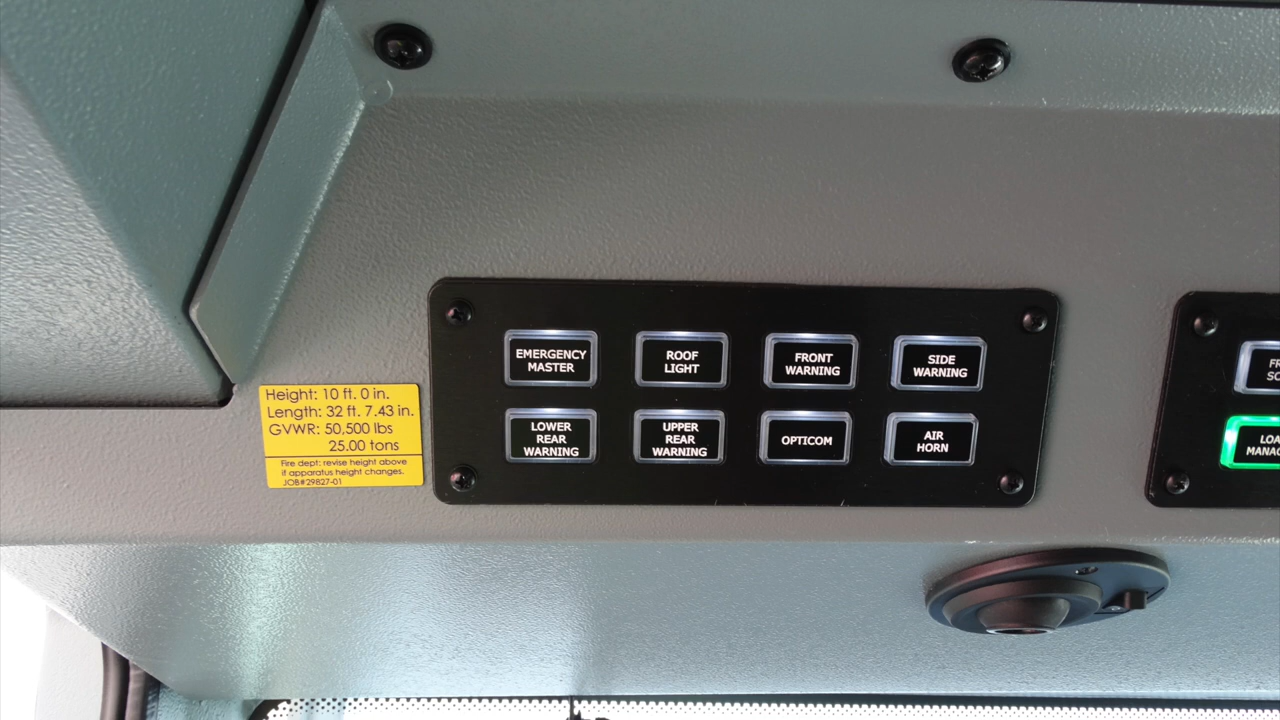 Height: 10 ft. 0 in.
Length: 32 ft. 7.43 in.
GVWR: 50,500 lbs
25.00 tons
Fire dept: revise height above
if apparatus height changes.
JOB#29827-01
EMERGENCY
MASTER
ROOF
LIGHT
FRONT
WARNING
SIDE
WARNING
LOWER
REAR
WARNING
UPPER
REAR
WARNING
OPTICOM
AIR
HORN